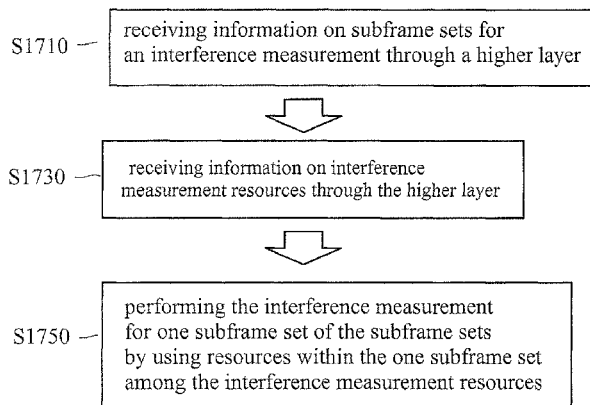 S1710
receiving information on subframe sets for
an interference measurement through a higher layer
S1730
receiving information on interference
measurement resources through the higher layer
S1750
performing the interference measurement
for one subframe set of the subframe sets
by using resources within the one subframe set
among the interference measurement resources